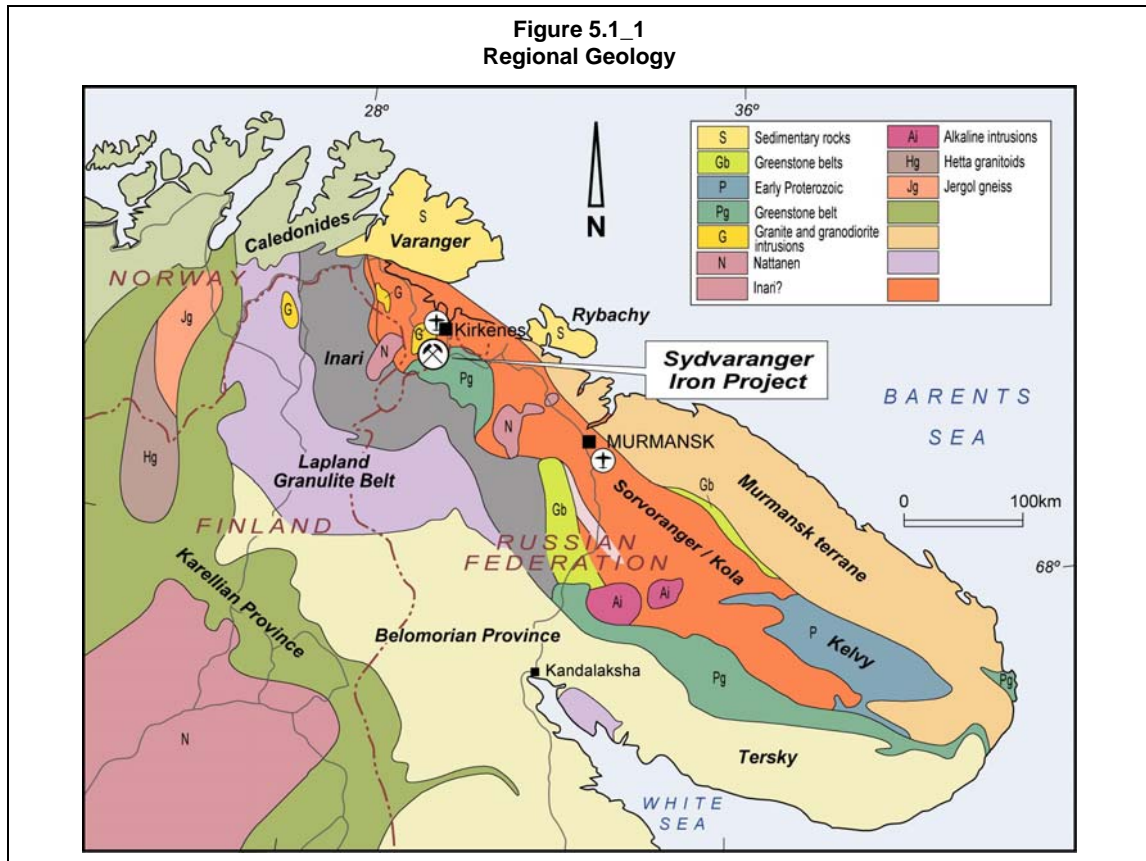 Figure 5.1_1
Regional Geology
28º
36º
S Sedimentary rocks
Gb Greenstone belts
P Early Proterozoic
Pg Greenstone belt
G Granite and granodiorite
intrusions
N Nattanen
Inari?
Ai Alkaline intrusions
Hg Hetta granitoids
Jg Jergol gneiss
N
Caledonides
S
Varanger
NORWAY
G
Rybachy
S
Kirkenes
G
Jg
G
Inari
N
Sydvaranger
Iron Project
Pg
BARENTS
SEA
N
MURMANSK
Hg
Lapland
Granulite Belt
Gb
Murmansk terrane
0 100km
Gb
Sorvoranger / Kola
FINLAND
RUSSIAN
FEDERATION
68º
Karellian Province
Ai
Ai
Belomorian Province
P
Kelvy
Kandalaksha
Pg
Pg
N
Tersky
WHITE
SEA